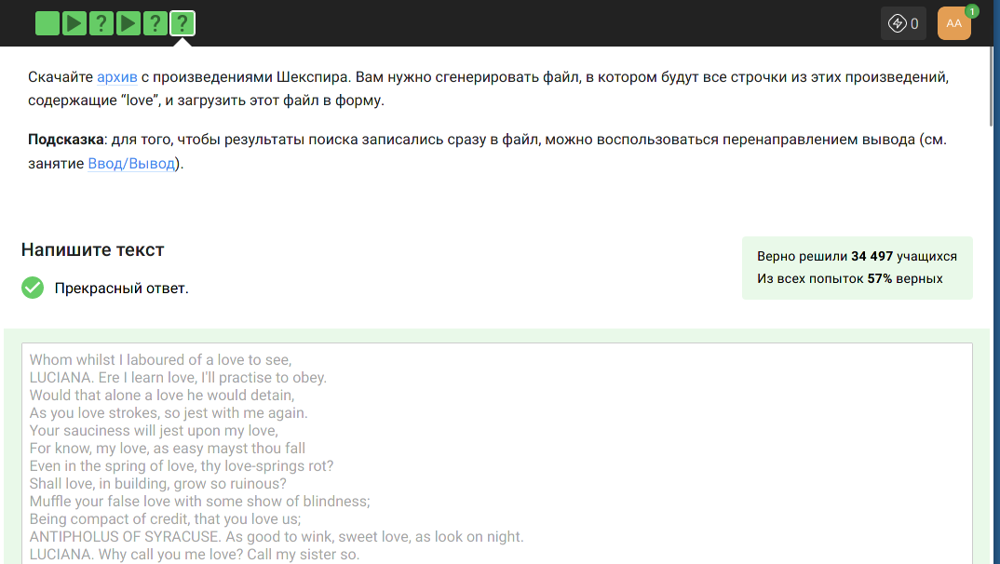 ? ? ?
0
AA
1
Скачайте архив с произведениями Шекспира. Вам нужно сгенерировать файл, в котором будут все строчки из этих произведений,
содержащие “love”, и загрузить этот файл в форму.
Подсказка: для того, чтобы результаты поиска записались сразу в файл, можно воспользоваться перенаправлением вывода (см.
занятие Ввод/Вывод).
Напишите текст
Верно решили 34 497 учащихся
Из всех попыток 57% верных
Прекрасный ответ.
Whom whilst I laboured of a love to see,
LUCIANA. Ere I learn love, I'll practise to obey.
Would that alone a love he would detain,
As you love strokes, so jest with me again.
Your sauciness will jest upon my love,
For know, my love, as easy mayst thou fall
Even in the spring of love, thy love-springs rot?
Shall love, in building, grow so ruinous?
Muffle your false love with some show of blindness;
Being compact of credit, that you love us;
ANTIPHOLUS OF SYRACUSE. As good to wink, sweet love, as look on night.
LUCIANA. Why call you me love? Call my sister so.